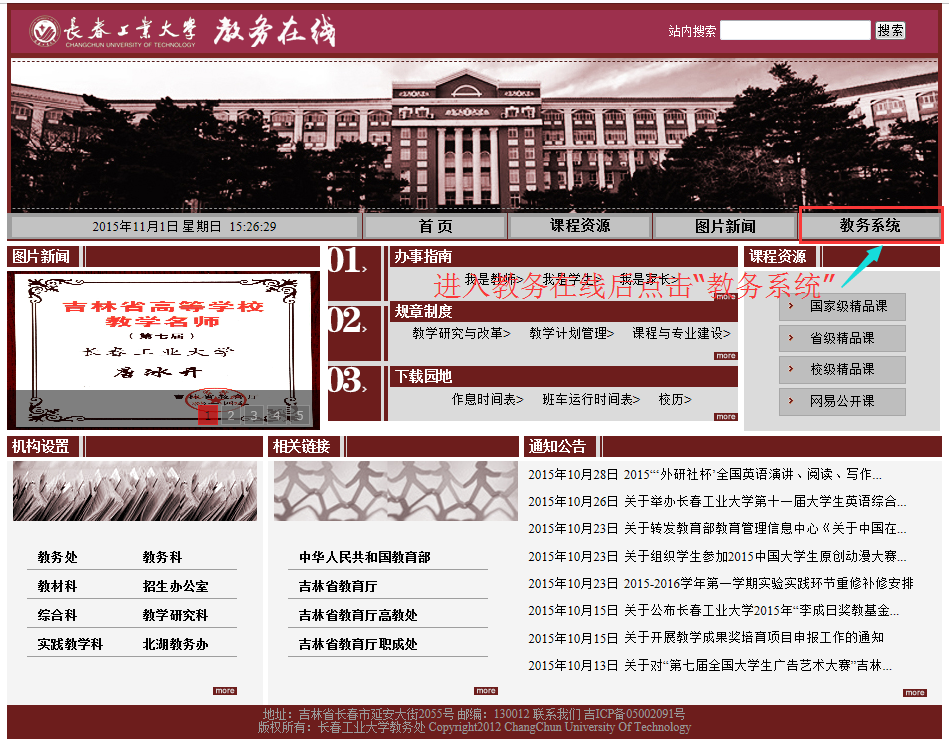 长春工业大学 教务在线
CHANGCHUN UNIVERSITY OF TECHNOLOGY
站内搜索 搜索
2015年11月1日 星期日 15:26:29 首 页 课程资源 图片新闻 教务系统
图片新闻
吉林省高等学校
教学名师
(第七届)
长春工业大学
1 2 3 4 5
01、 办事指南
我是教师> 我是学生> 我是家长>
more
02、 规章制度
教学研究与改革> 教学计划管理> 课程与专业建设>
more
03、 下载园地
作息时间表> 班车运行时间表> 校历>
more
进入教务在线后点击“教务系统”
课程资源
国家级精品课
省级精品课
校级精品课
网易公开课
机构设置
教务处 教务科
教材科 招生办公室
综合科 教学研究科
实践教学科 北湖教务办
more
相关链接
中华人民共和国教育部
吉林省教育厅
吉林省教育厅高教处
吉林省教育厅职成处
more
通知公告
2015年10月28日 2015“‘外研社杯’全国英语演讲、阅读、写作...
2015年10月26日 关于举办长春工业大学第十一届大学生英语综合...
2015年10月23日 关于转发教育部教育管理信息中心《关于中国在...
2015年10月23日 关于组织学生参加2015中国大学生原创动漫大赛...
2015年10月23日 2015-2016学年第一学期实验实践环节重修补修安排
2015年10月15日 关于公布长春工业大学2015年“李成日奖教基金...
2015年10月15日 关于开展教学成果奖培育项目申报工作的通知
2015年10月13日 关于对“第七届全国大学生广告艺术大赛”吉林...
more
地址：吉林省长春市延安大街2055号 邮编：130012 联系我们 吉ICP备05002091号
版权所有：长春工业大学教务处 Copyright2012 ChangChun University Of Technology